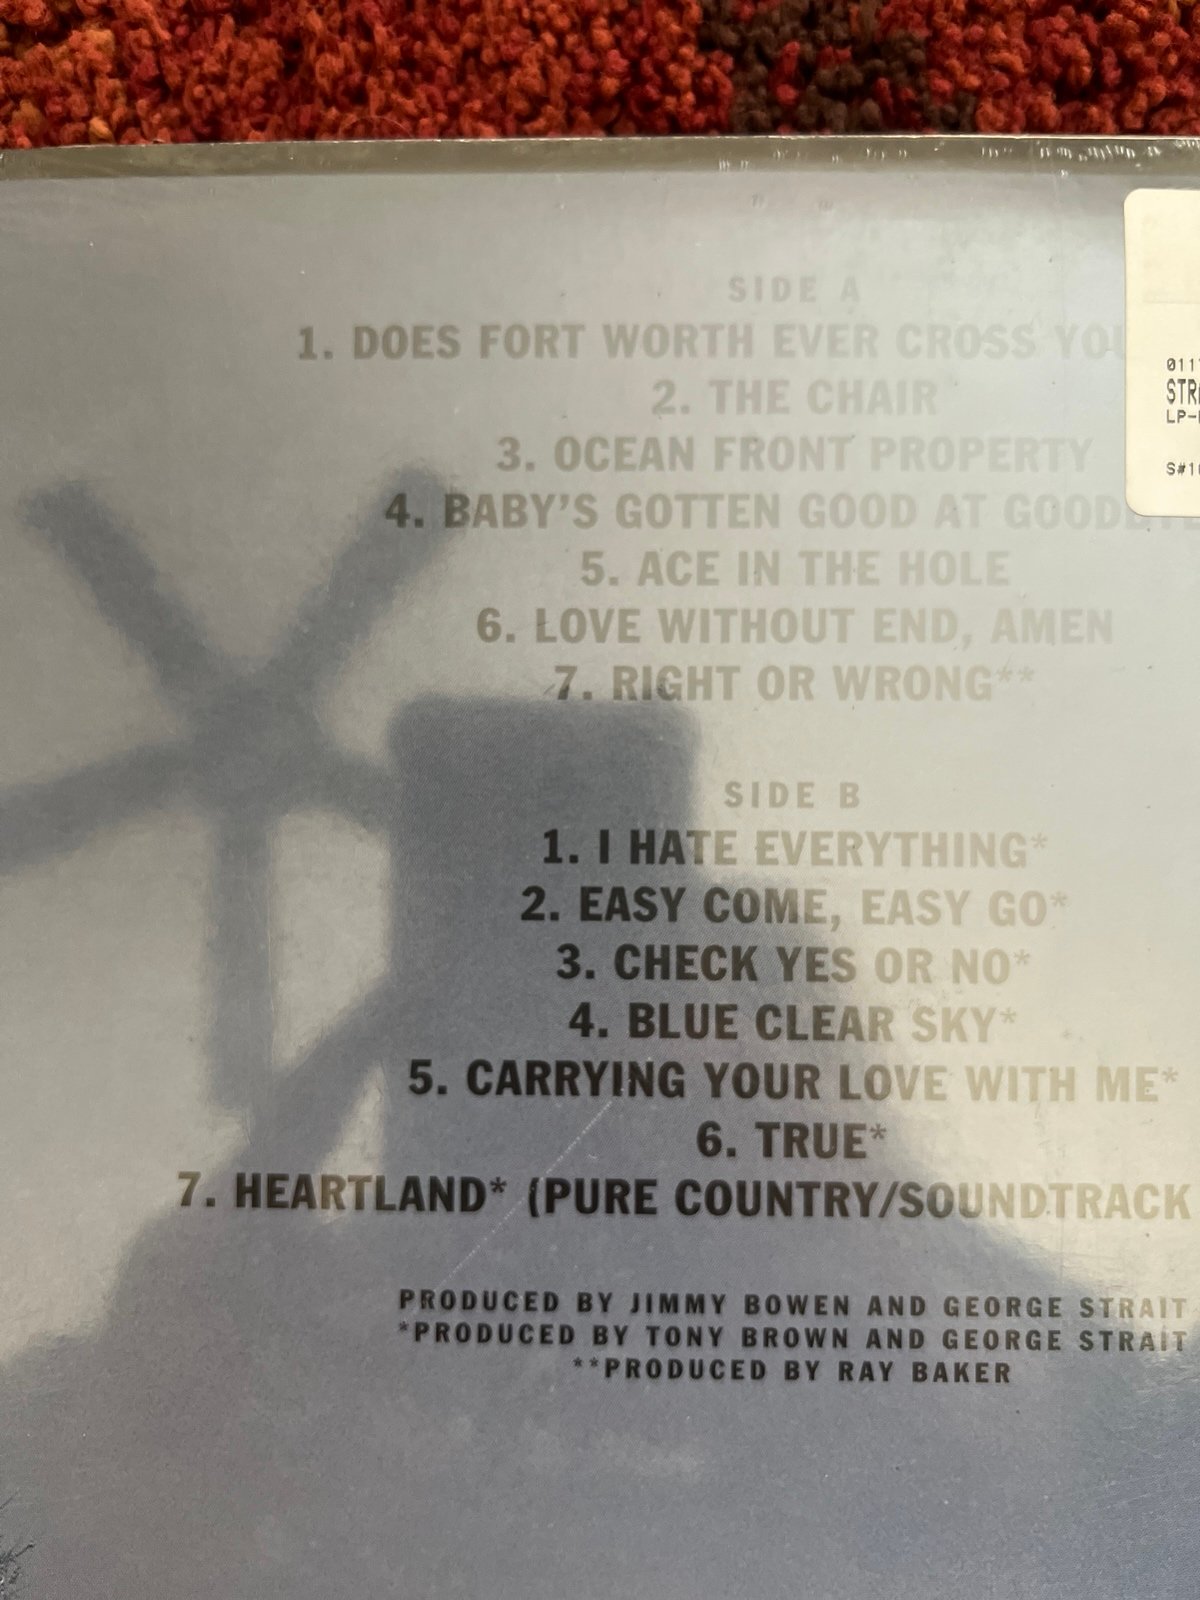 SIDE A
1. DOES FORT WORTH EVER CROSS YOU
2. THE CHAIR
3. OCEAN FRONT PROPERTY
4. BABY'S GOTTEN GOOD AT
5. ACE IN THE HOLE
6. LOVE WITHOUT END, AMEN
7. RIGHT OR WRONG**
SIDE B
1. I HATE EVERYTHING*
2. EASY COME, EASY GO*
3. CHECK YES OR NO*
4. BLUE CLEAR SKY*
5. CARRYING YOUR LOVE WITH ME*
6. TRUE*
7. HEARTLAND* (PURE COUNTRY/SOUNDTRACK
PRODUCED BY JIMMY BOWEN AND GEORGE STRAIT
*PRODUCED BY TONY BROWN AND GEORGE STRAIT
**PRODUCED BY RAY BAKER
011
STR
LP-
S#1